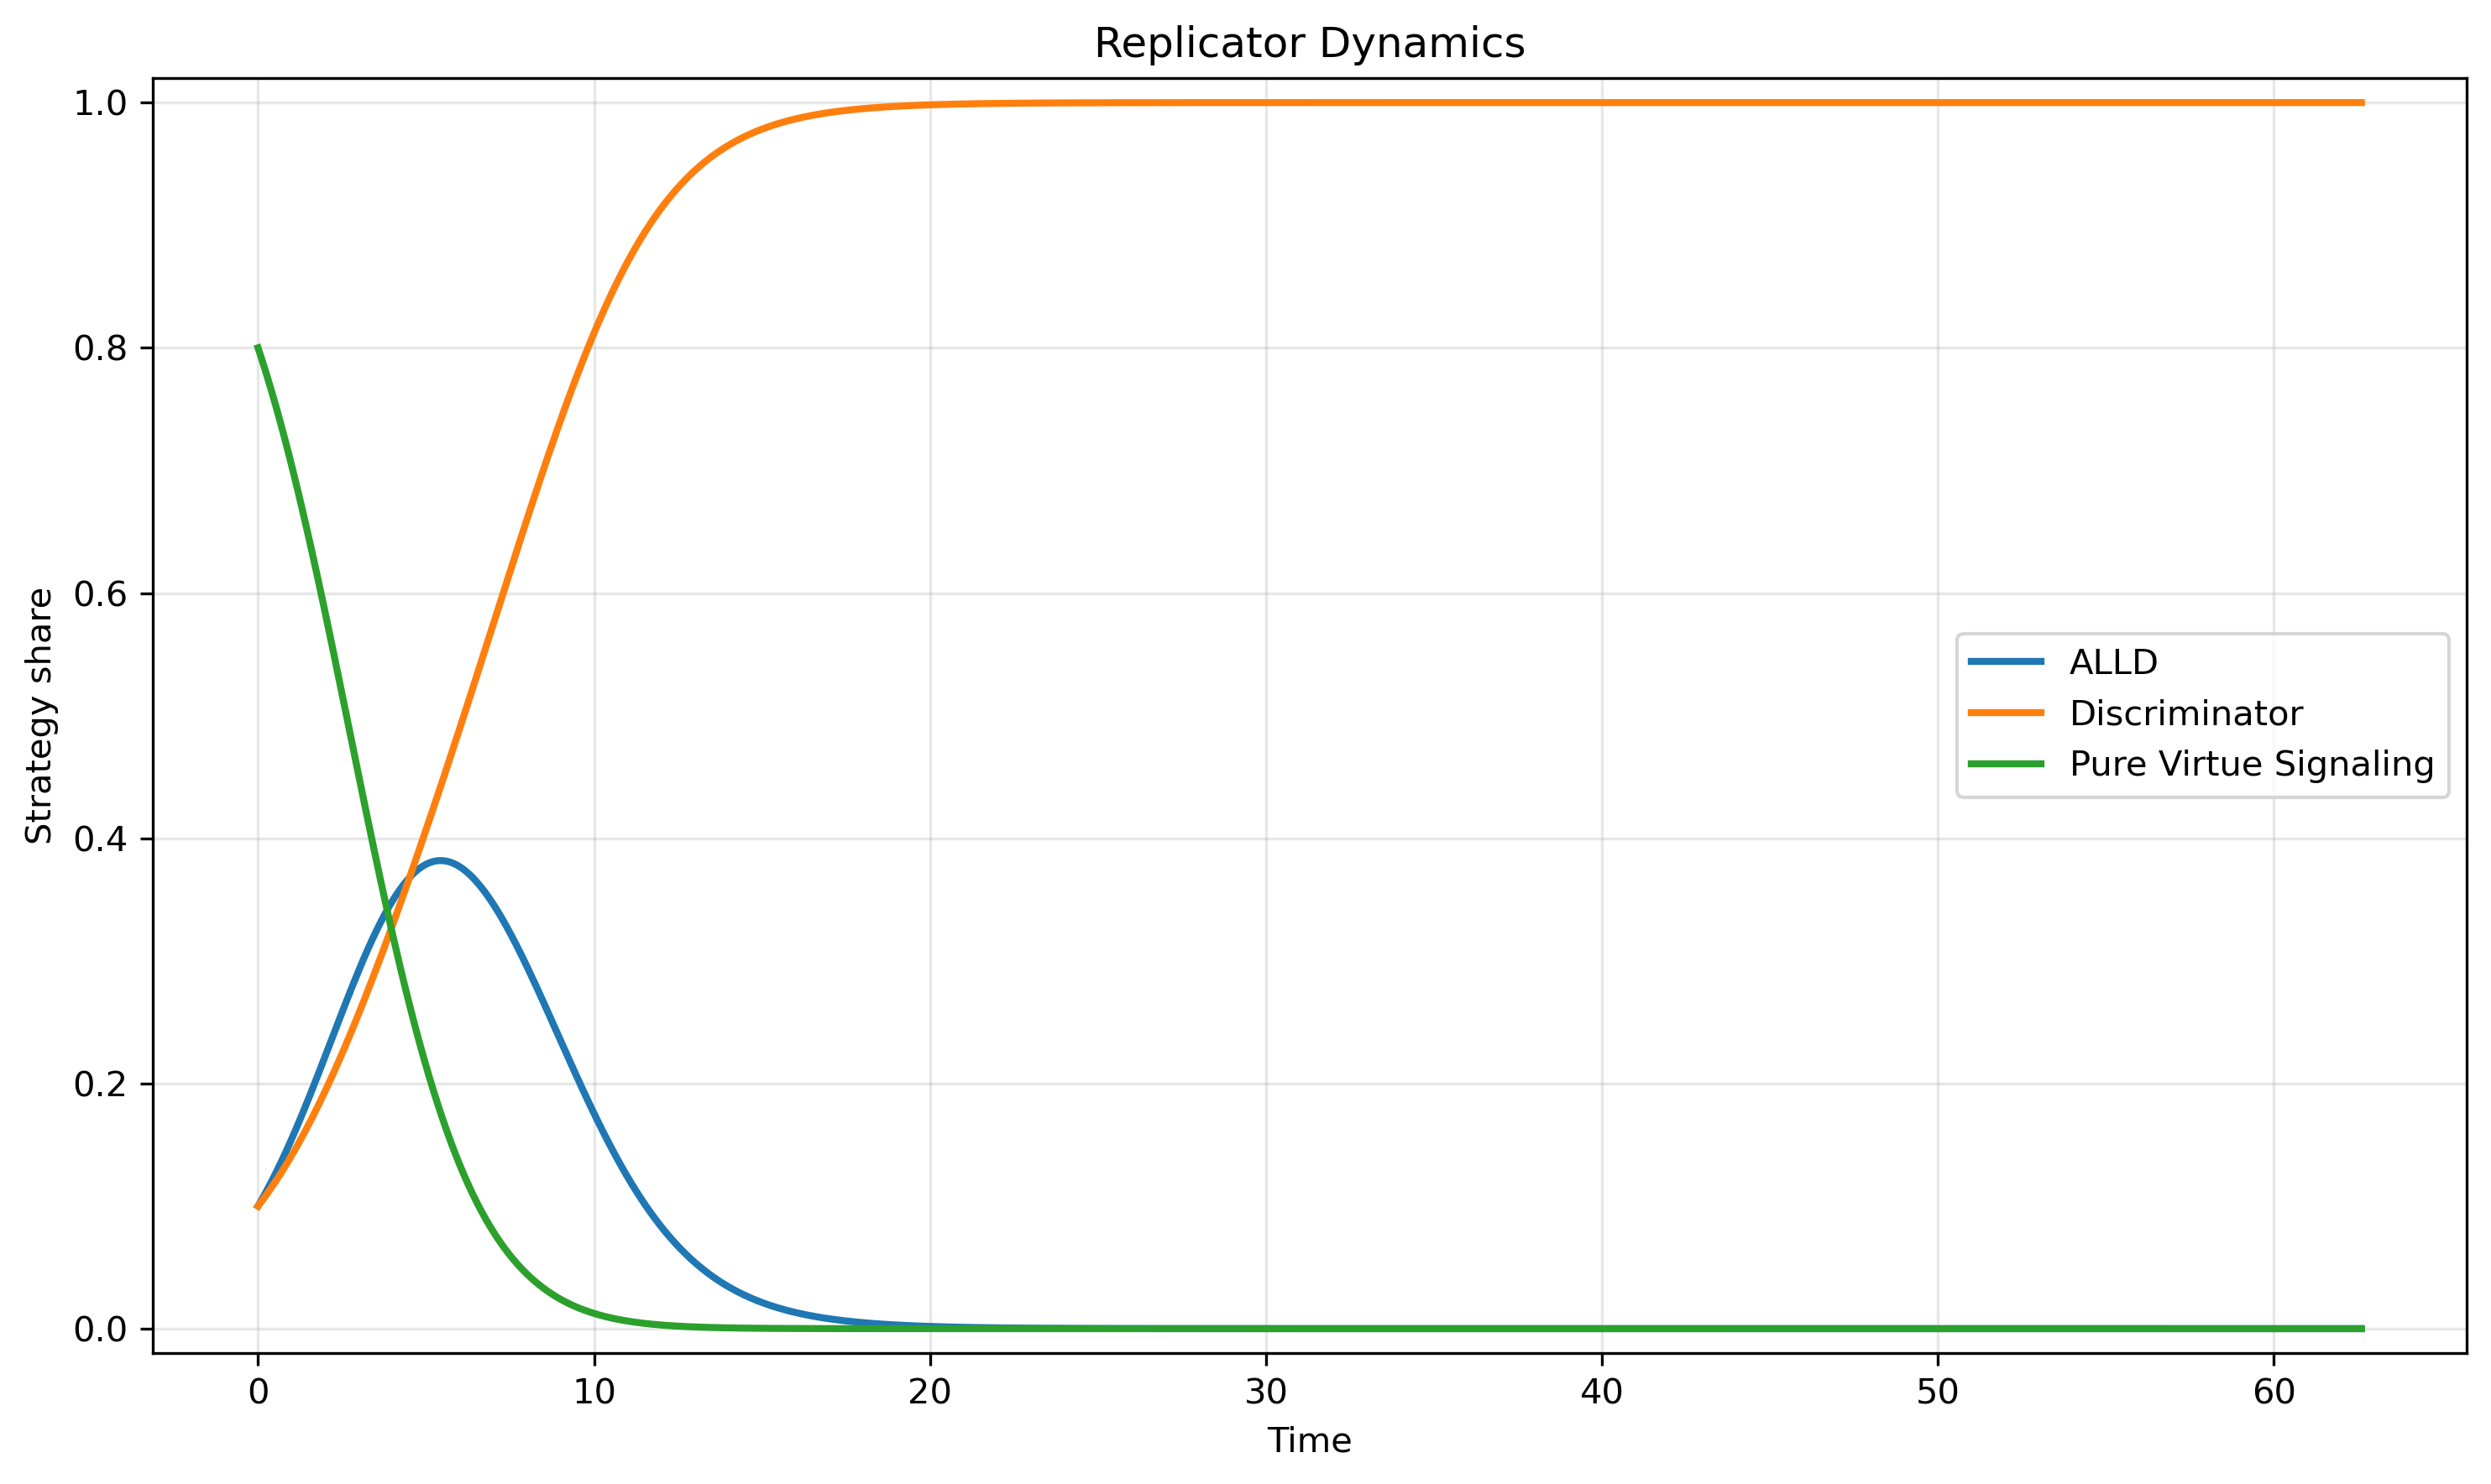 Replicator Dynamics
Strategy share
1.0
0.8
0.6
0.4
0.2
0.0
ALLD
Discriminator
Pure Virtue Signaling
0 10 20 30 40 50 60
Time